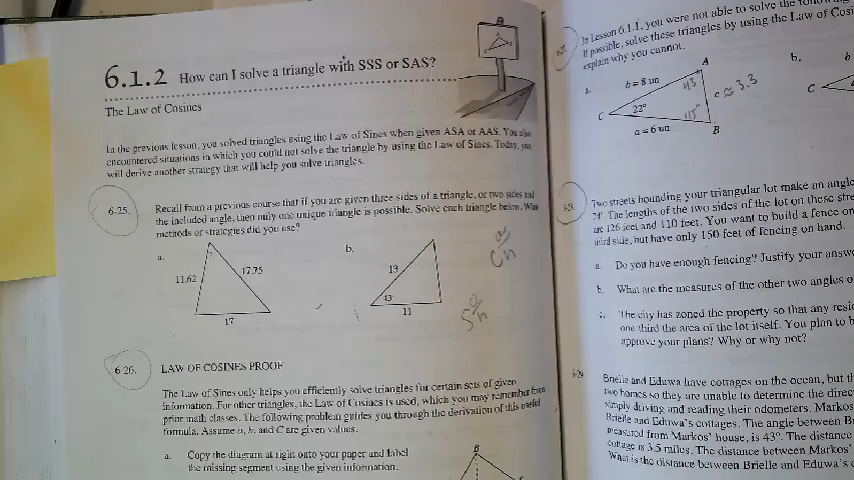 6.1.2 How can I solve a triangle with SSS or SAS?
The Law of Cosines
In the previous lesson, you solved triangles using the Law of Sines when given ASA or AAS. You also
encountered situations in which you could not solve the triangle by using the Law of Sines. Today, you
will derive another strategy that will help you solve triangles.
6-25.
Recall from a previous course that if you are given three sides of a triangle, or two sides and
the included angle, then only one unique triangle is possible. Solve each triangle below. What
methods or strategies did you use?
a.
11.62
17.75
17
b.
13
43°
11
6-26.
LAW OF COSINES PROOF
The Law of Sines only helps you efficiently solve triangles for certain sets of given
information. For other triangles, the Law of Cosines is used, which you may remember from
prior math classes. The following problem guides you through the derivation of this useful
formula. Assume a, b, and C are given values.
a. Copy the diagram at right onto your paper and label
the missing segment using the given information.
B
In Lesson 6.1.1, you were not able to solve the
If possible, solve these triangles by using the Law of
explain why you cannot.
A
b = 8 un
43
c ≈ 3.3
C
22°
115°
a = 6 un
B
b.
b
C
Two streets bounding your triangular lot make an angle
74°. The lengths of the two sides of the lot on these
are 126 feet and 110 feet. You want to build a fence on
third side, but have only 150 feet of fencing on hand.
a. Do you have enough fencing? Justify your
b. What are the measures of the other two angles
c. The city has zoned the property so that any
one third the area of the lot itself. You plan to
approve your plans? Why or why not?
Brielle and Eduwa have cottages on the ocean, but
two homes so they are unable to determine the
simply driving and reading their odometers. Markos
Brielle and Eduwa's cottages. The angle between
measured from Markos' house, is 43°. The distance
cottage is 3.5 miles. The distance between Markos'
What is the distance between Brielle and Eduwa's